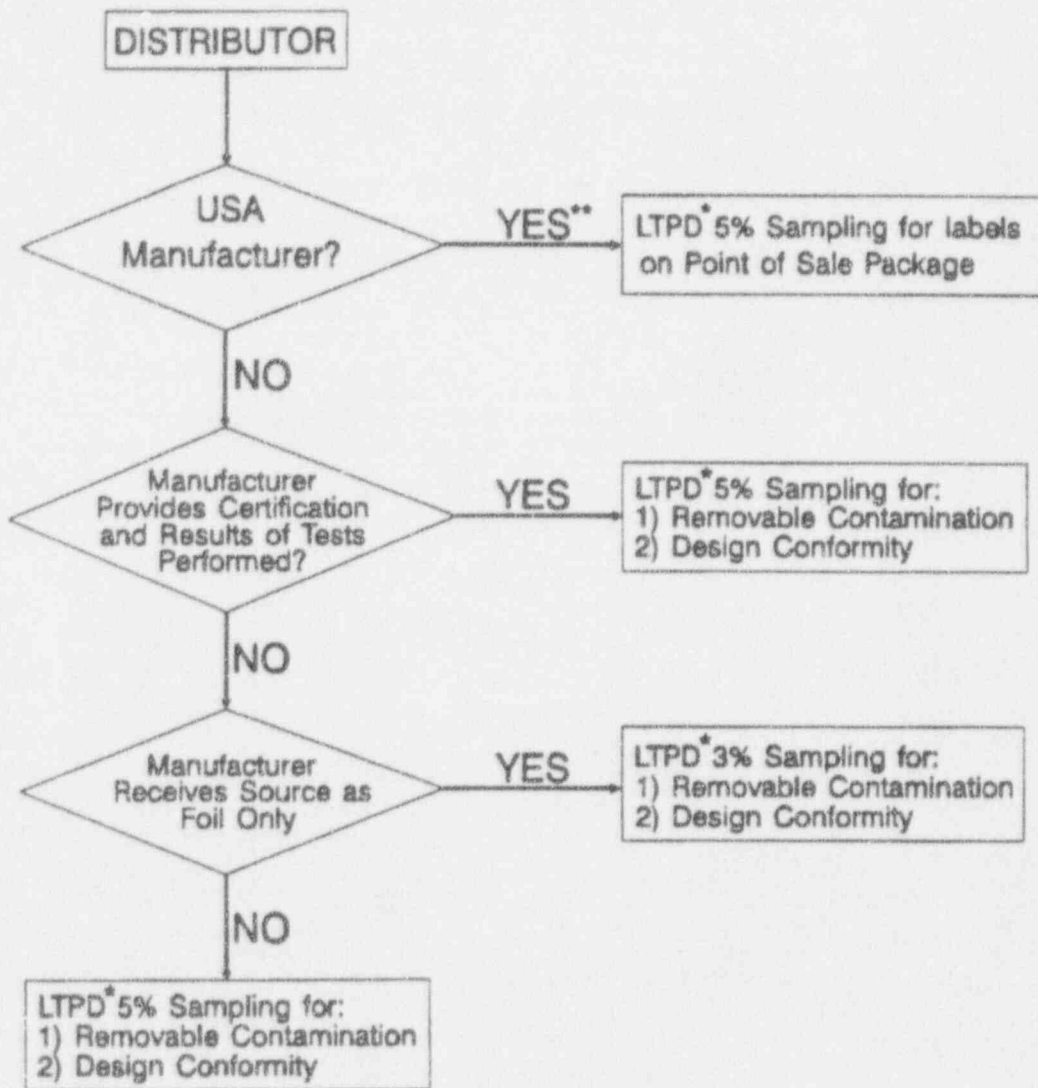 DISTRIBUTOR
USA
Manufacturer?
YES**
LTPD* 5% Sampling for labels
on Point of Sale Package
NO
Manufacturer
Provides Certification
and Results of Tests
Performed?
YES
LTPD* 5% Sampling for:
1) Removable Contamination
2) Design Conformity
NO
Manufacturer
Receives Source as
Foil Only
YES
LTPD* 3% Sampling for:
1) Removable Contamination
2) Design Conformity
NO
LTPD* 5% Sampling for:
1) Removable Contamination
2) Design Conformity